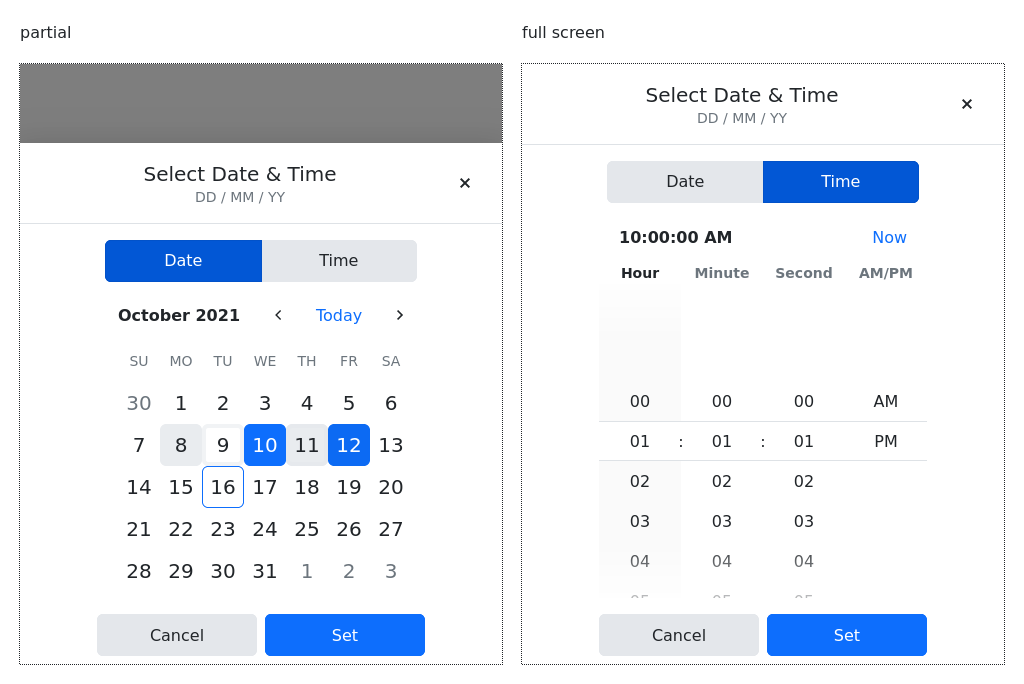 partial
Select Date & Time
DD / MM / YY
×
Date Time
October 2021 Today
SU MO TU WE TH FR SA
30 1 2 3 4 5 6
7 8 9 10 11 12 13
14 15 16 17 18 19 20
21 22 23 24 25 26 27
28 29 30 31 1 2 3
Cancel Set
full screen
Select Date & Time
DD / MM / YY
×
Date Time
10:00:00 AM Now
Hour Minute Second AM/PM
00 00 00 AM
01 : 01 : 01 PM
02 02 02
03 03 03
04 04 04
05 05 05
Cancel Set